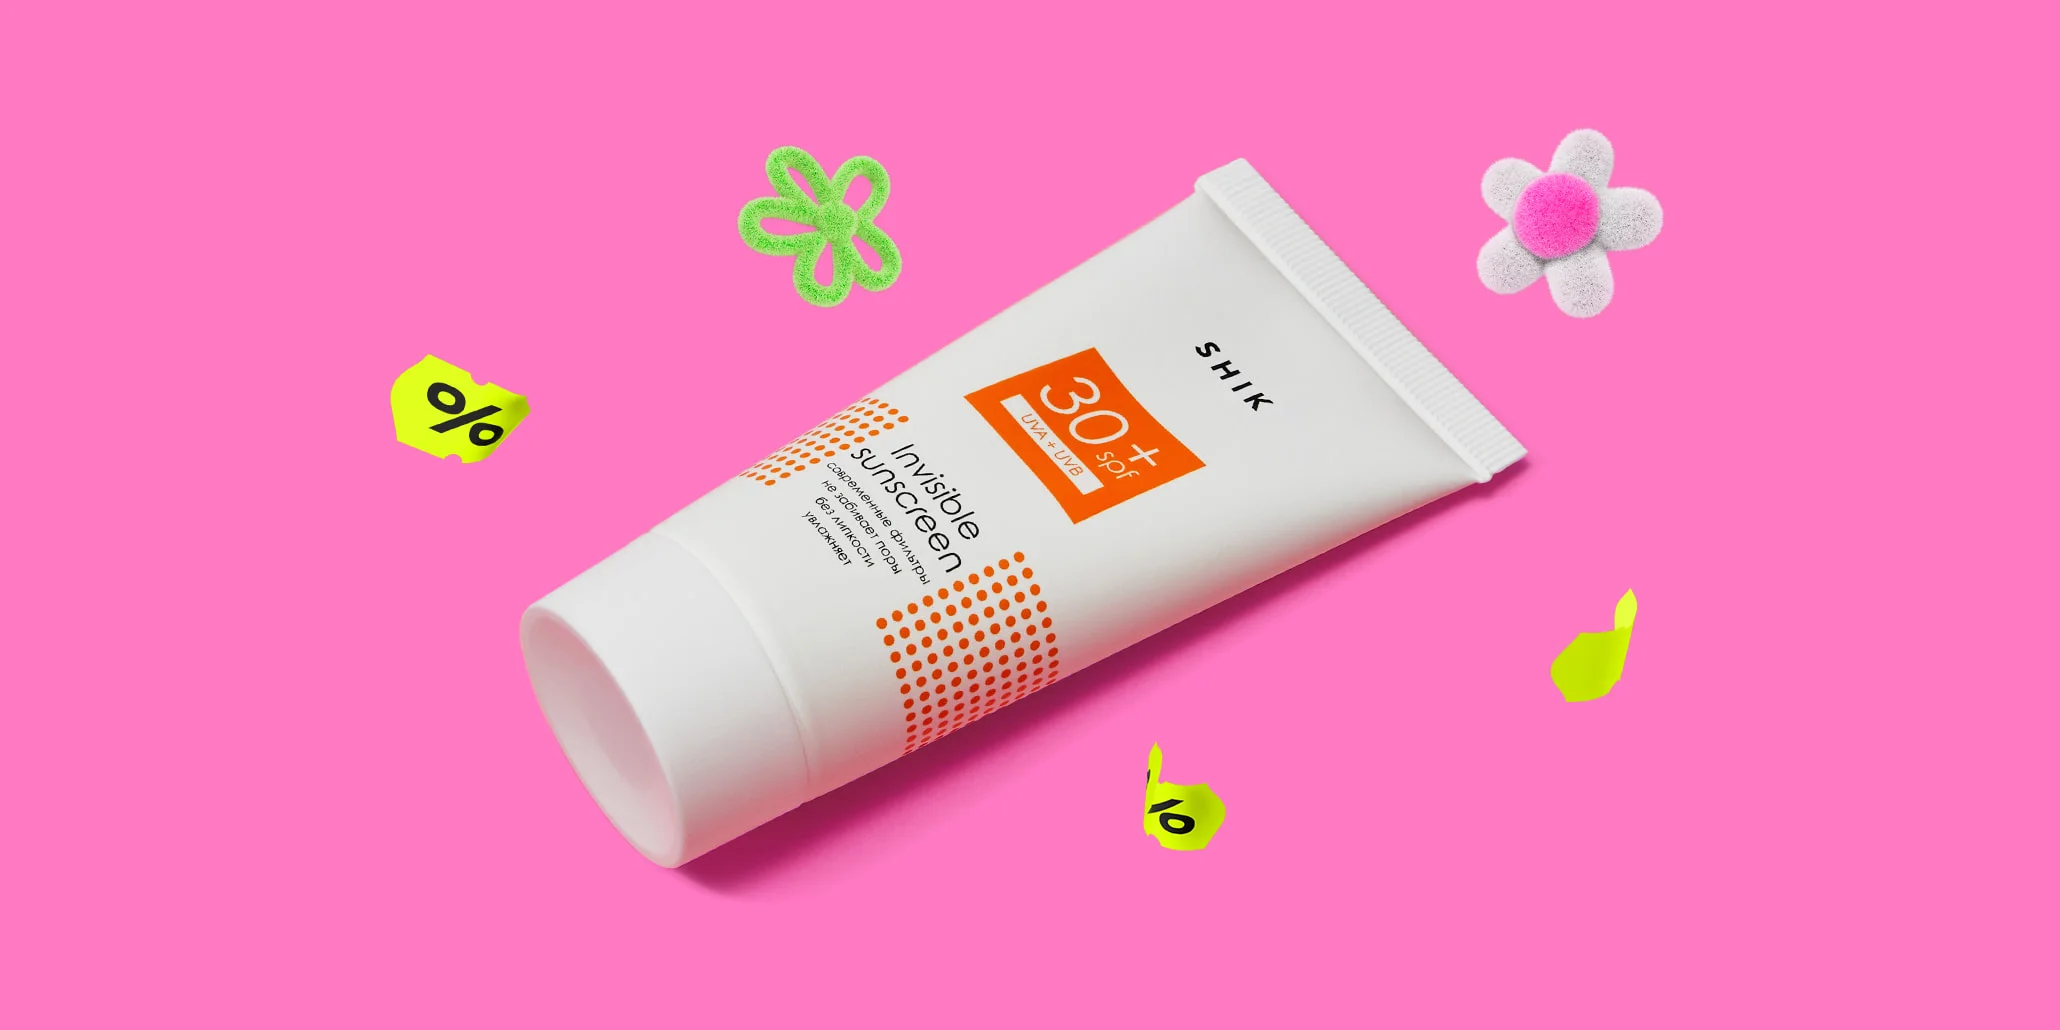 SHIK
30+
spf
UVA + UVB
Invisible
sunscreen
современные фильтры
не забивает поры
без липкости
увлажняет
%
%